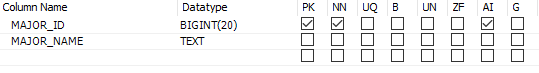 Column Name Datatype PK NN UQ B UN ZF AI G
MAJOR_ID BIGINT(20)
MAJOR_NAME TEXT